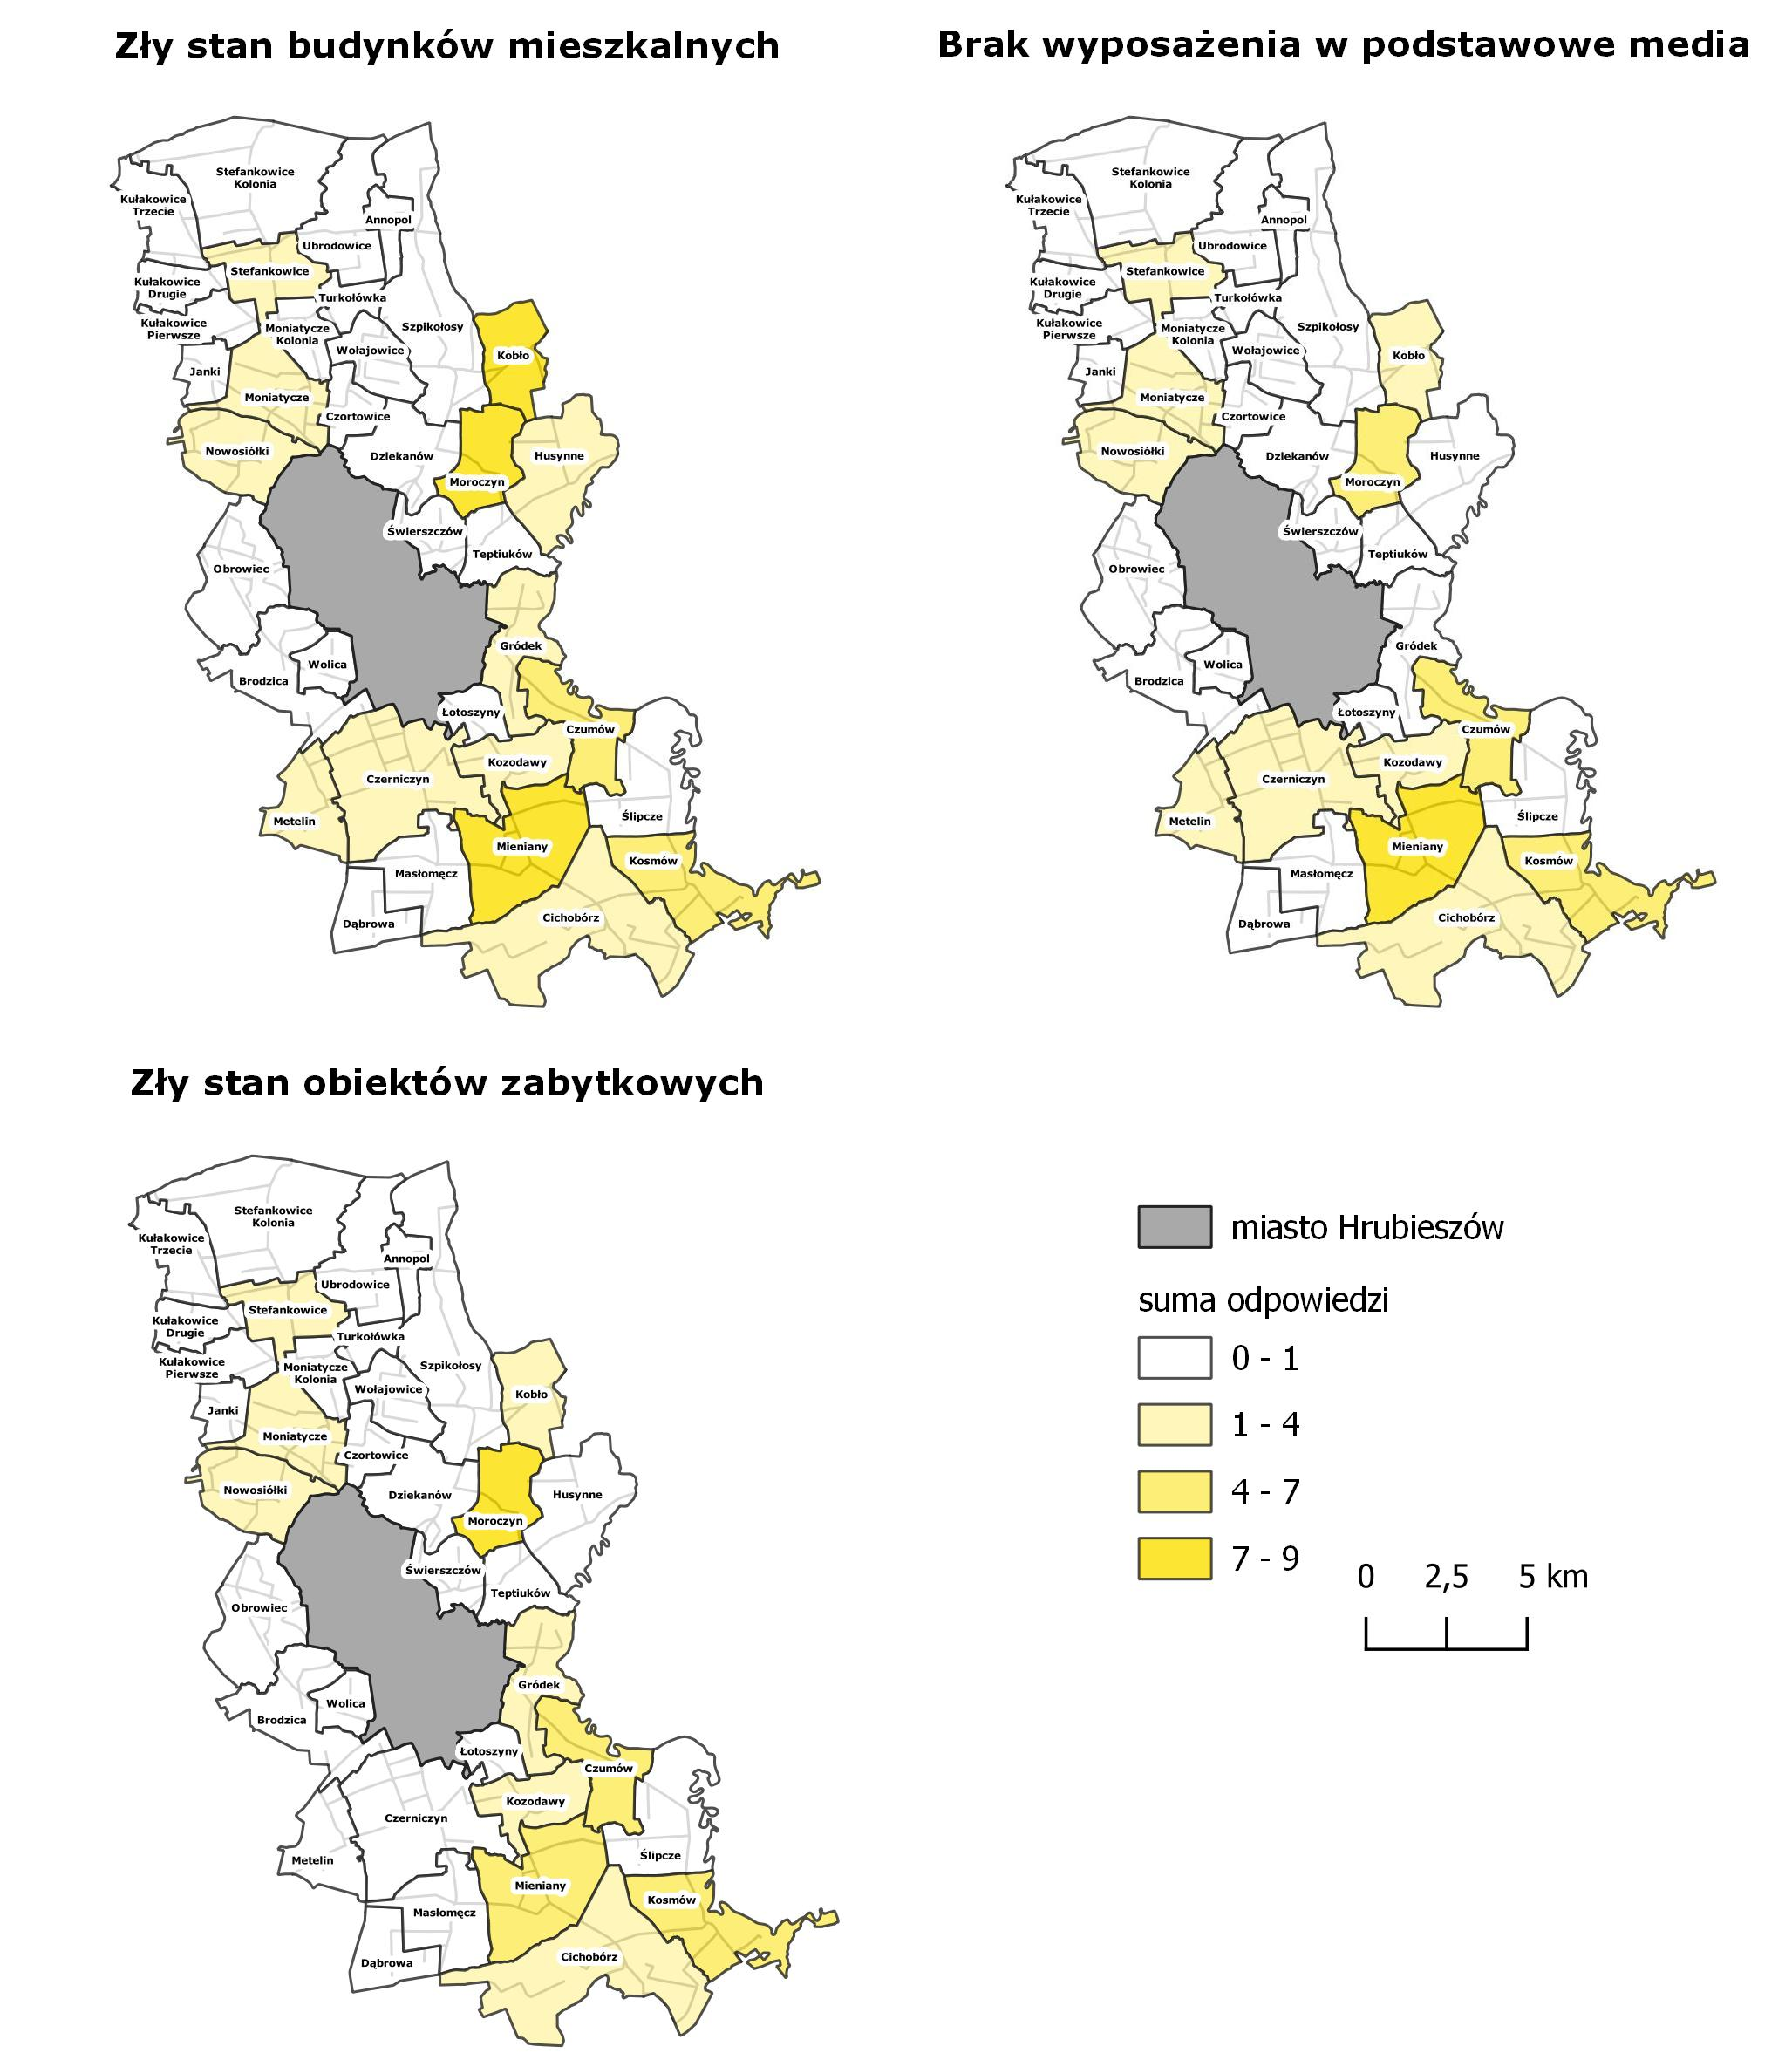 Zły stan budynków mieszkalnych
Stefankowice
Kolonia
Kułakowice
Trzecie
Annopol
Ubrodowice
Stefankowice
Kułakowice
Drugie
Turkołówka
Kułakowice
Pierwsze
Moniatycze
Kolonia
Szpikołosy
Wołajowice
Kobło
Janki
Moniatycze
Czortowice
Nowosiółki
Dziekanów
Husynne
Moroczyn
Świerszczów
Teptiuków
Obrowiec
Gródek
Wolica
Brodzica
Łotoszyny
Czumów
Kozodawy
Czerniczyn
Metelin
Ślipcze
Mieniany
Kosmów
Masłomęcz
Cichobórz
Dąbrowa
Brak wyposażenia w podstawowe media
Stefankowice
Kolonia
Kułakowice
Trzecie
Annopol
Ubrodowice
Stefankowice
Kułakowice
Drugie
Turkołówka
Kułakowice
Pierwsze
Moniatycze
Kolonia
Szpikołosy
Wołajowice
Kobło
Janki
Moniatycze
Czortowice
Nowosiółki
Dziekanów
Husynne
Moroczyn
Świerszczów
Teptiuków
Obrowiec
Gródek
Wolica
Brodzica
Łotoszyny
Czumów
Kozodawy
Czerniczyn
Metelin
Ślipcze
Mieniany
Kosmów
Masłomęcz
Cichobórz
Dąbrowa
Zły stan obiektów zabytkowych
Stefankowice
Kolonia
Kułakowice
Trzecie
Annopol
Ubrodowice
Stefankowice
Kułakowice
Drugie
Turkołówka
Kułakowice
Pierwsze
Moniatycze
Kolonia
Szpikołosy
Wołajowice
Kobło
Janki
Moniatycze
Czortowice
Nowosiółki
Dziekanów
Husynne
Moroczyn
Świerszczów
Teptiuków
Obrowiec
Gródek
Wolica
Brodzica
Łotoszyny
Czumów
Kozodawy
Czerniczyn
Metelin
Ślipcze
Mieniany
Kosmów
Masłomęcz
Cichobórz
Dąbrowa
miasto Hrubieszów
suma odpowiedzi
0 - 1
1 - 4
4 - 7
7 - 9
0 2,5 5 km